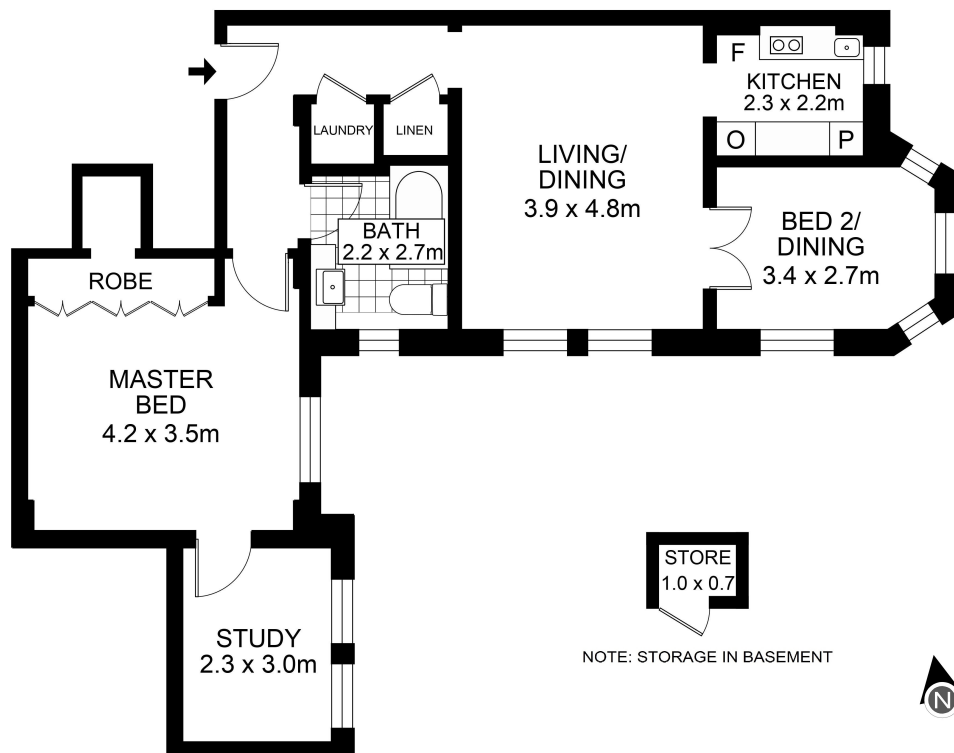 F
KITCHEN
2.3 x 2.2m
O
P
LAUNDRY
LINEN
LIVING/
DINING
3.9 x 4.8m
BATH
2.2 x 2.7m
BED 2/
DINING
3.4 x 2.7m
ROBE
MASTER
BED
4.2 x 3.5m
STORE
1.0 x 0.7
STUDY
2.3 x 3.0m
NOTE: STORAGE IN BASEMENT
N